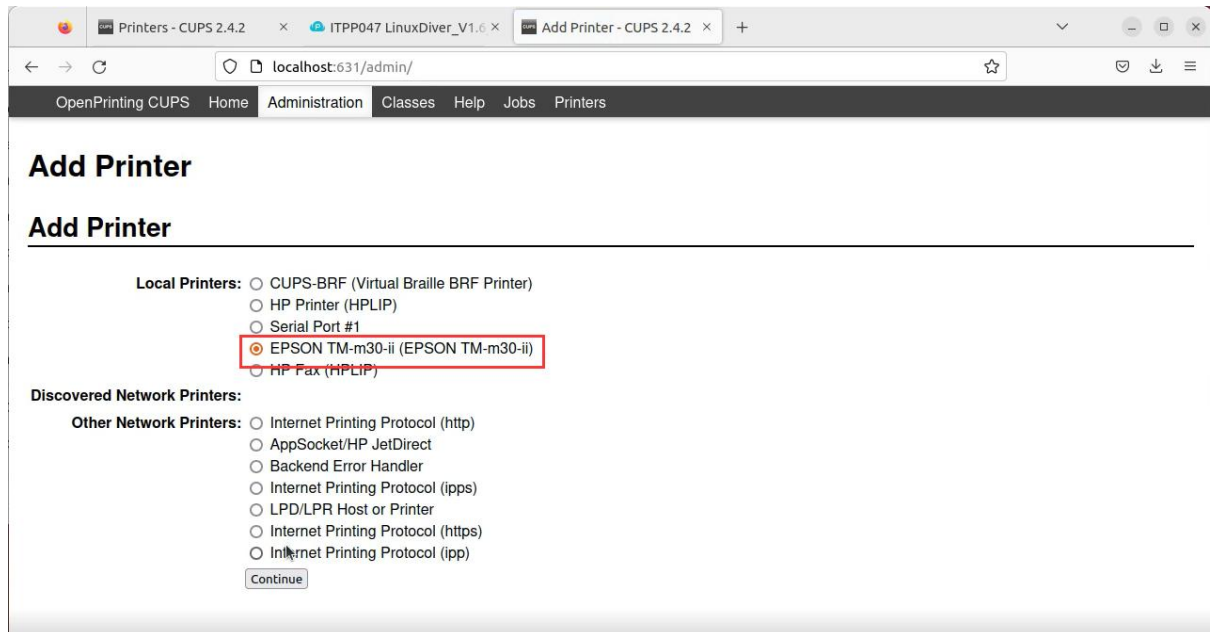 Printers - CUPS 2.4.2 ITPP047 LinuxDiver_V1.6 Add Printer - CUPS 2.4.2
localhost:631/admin/
OpenPrinting CUPS Home Administration Classes Help Jobs Printers
Add Printer
Add Printer
Local Printers: CUPS-BRF (Virtual Braille BRF Printer)
HP Printer (HPLIP)
Serial Port #1
EPSON TM-m30-ii (EPSON TM-m30-ii)
HP Fax (HPLIP)
Discovered Network Printers:
Other Network Printers: Internet Printing Protocol (http)
AppSocket/HP JetDirect
Backend Error Handler
Internet Printing Protocol (ipps)
LPD/LPR Host or Printer
Internet Printing Protocol (https)
Internet Printing Protocol (ipp)
Continue